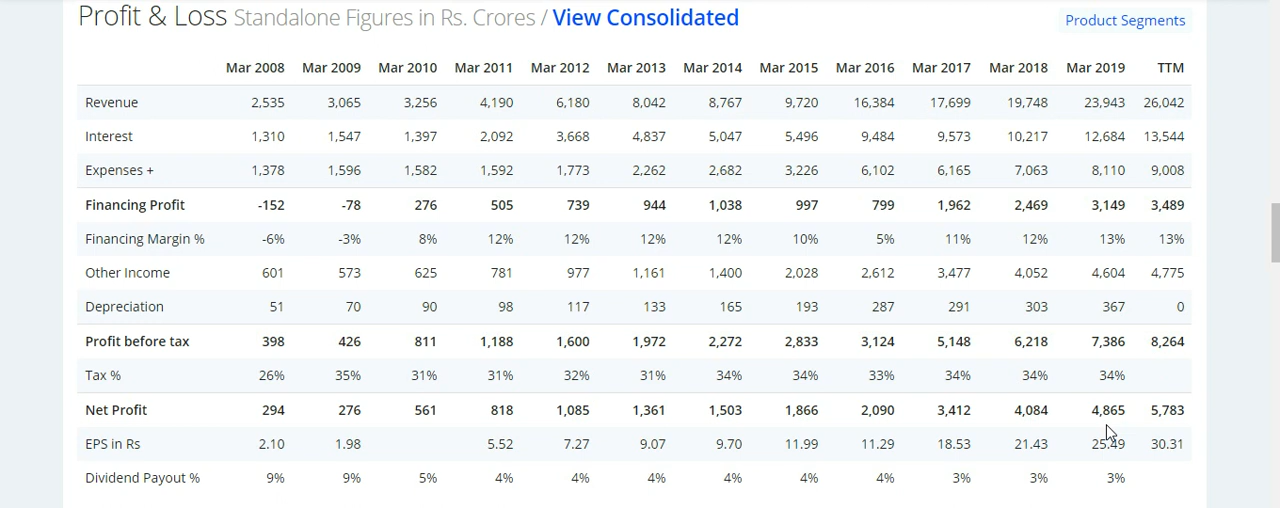 Profit & Loss Standalone Figures in Rs. Crores / View Consolidated Product Segments
Mar 2008 Mar 2009 Mar 2010 Mar 2011 Mar 2012 Mar 2013 Mar 2014 Mar 2015 Mar 2016 Mar 2017 Mar 2018 Mar 2019 TTM
Revenue 2,535 3,065 3,256 4,190 6,180 8,042 8,767 9,720 16,384 17,699 19,748 23,943 26,042
Interest 1,310 1,547 1,397 2,092 3,668 4,837 5,047 5,496 9,484 9,573 10,217 12,684 13,544
Expenses + 1,378 1,596 1,582 1,592 1,773 2,262 2,682 3,226 6,102 6,165 7,063 8,110 9,008
Financing Profit -152 -78 276 505 739 944 1,038 997 799 1,962 2,469 3,149 3,489
Financing Margin % -6% -3% 8% 12% 12% 12% 12% 10% 5% 11% 12% 13% 13%
Other Income 601 573 625 781 977 1,161 1,400 2,028 2,612 3,477 4,052 4,604 4,775
Depreciation 51 70 90 98 117 133 165 193 287 291 303 367 0
Profit before tax 398 426 811 1,188 1,600 1,972 2,272 2,833 3,124 5,148 6,218 7,386 8,264
Tax % 26% 35% 31% 31% 32% 31% 34% 34% 33% 34% 34% 34%
Net Profit 294 276 561 818 1,085 1,361 1,503 1,866 2,090 3,412 4,084 4,865 5,783
EPS in Rs 2.10 1.98 5.52 7.27 9.07 9.70 11.99 11.29 18.53 21.43 25.49 30.31
Dividend Payout % 9% 9% 5% 4% 4% 4% 4% 4% 4% 3% 3% 3%